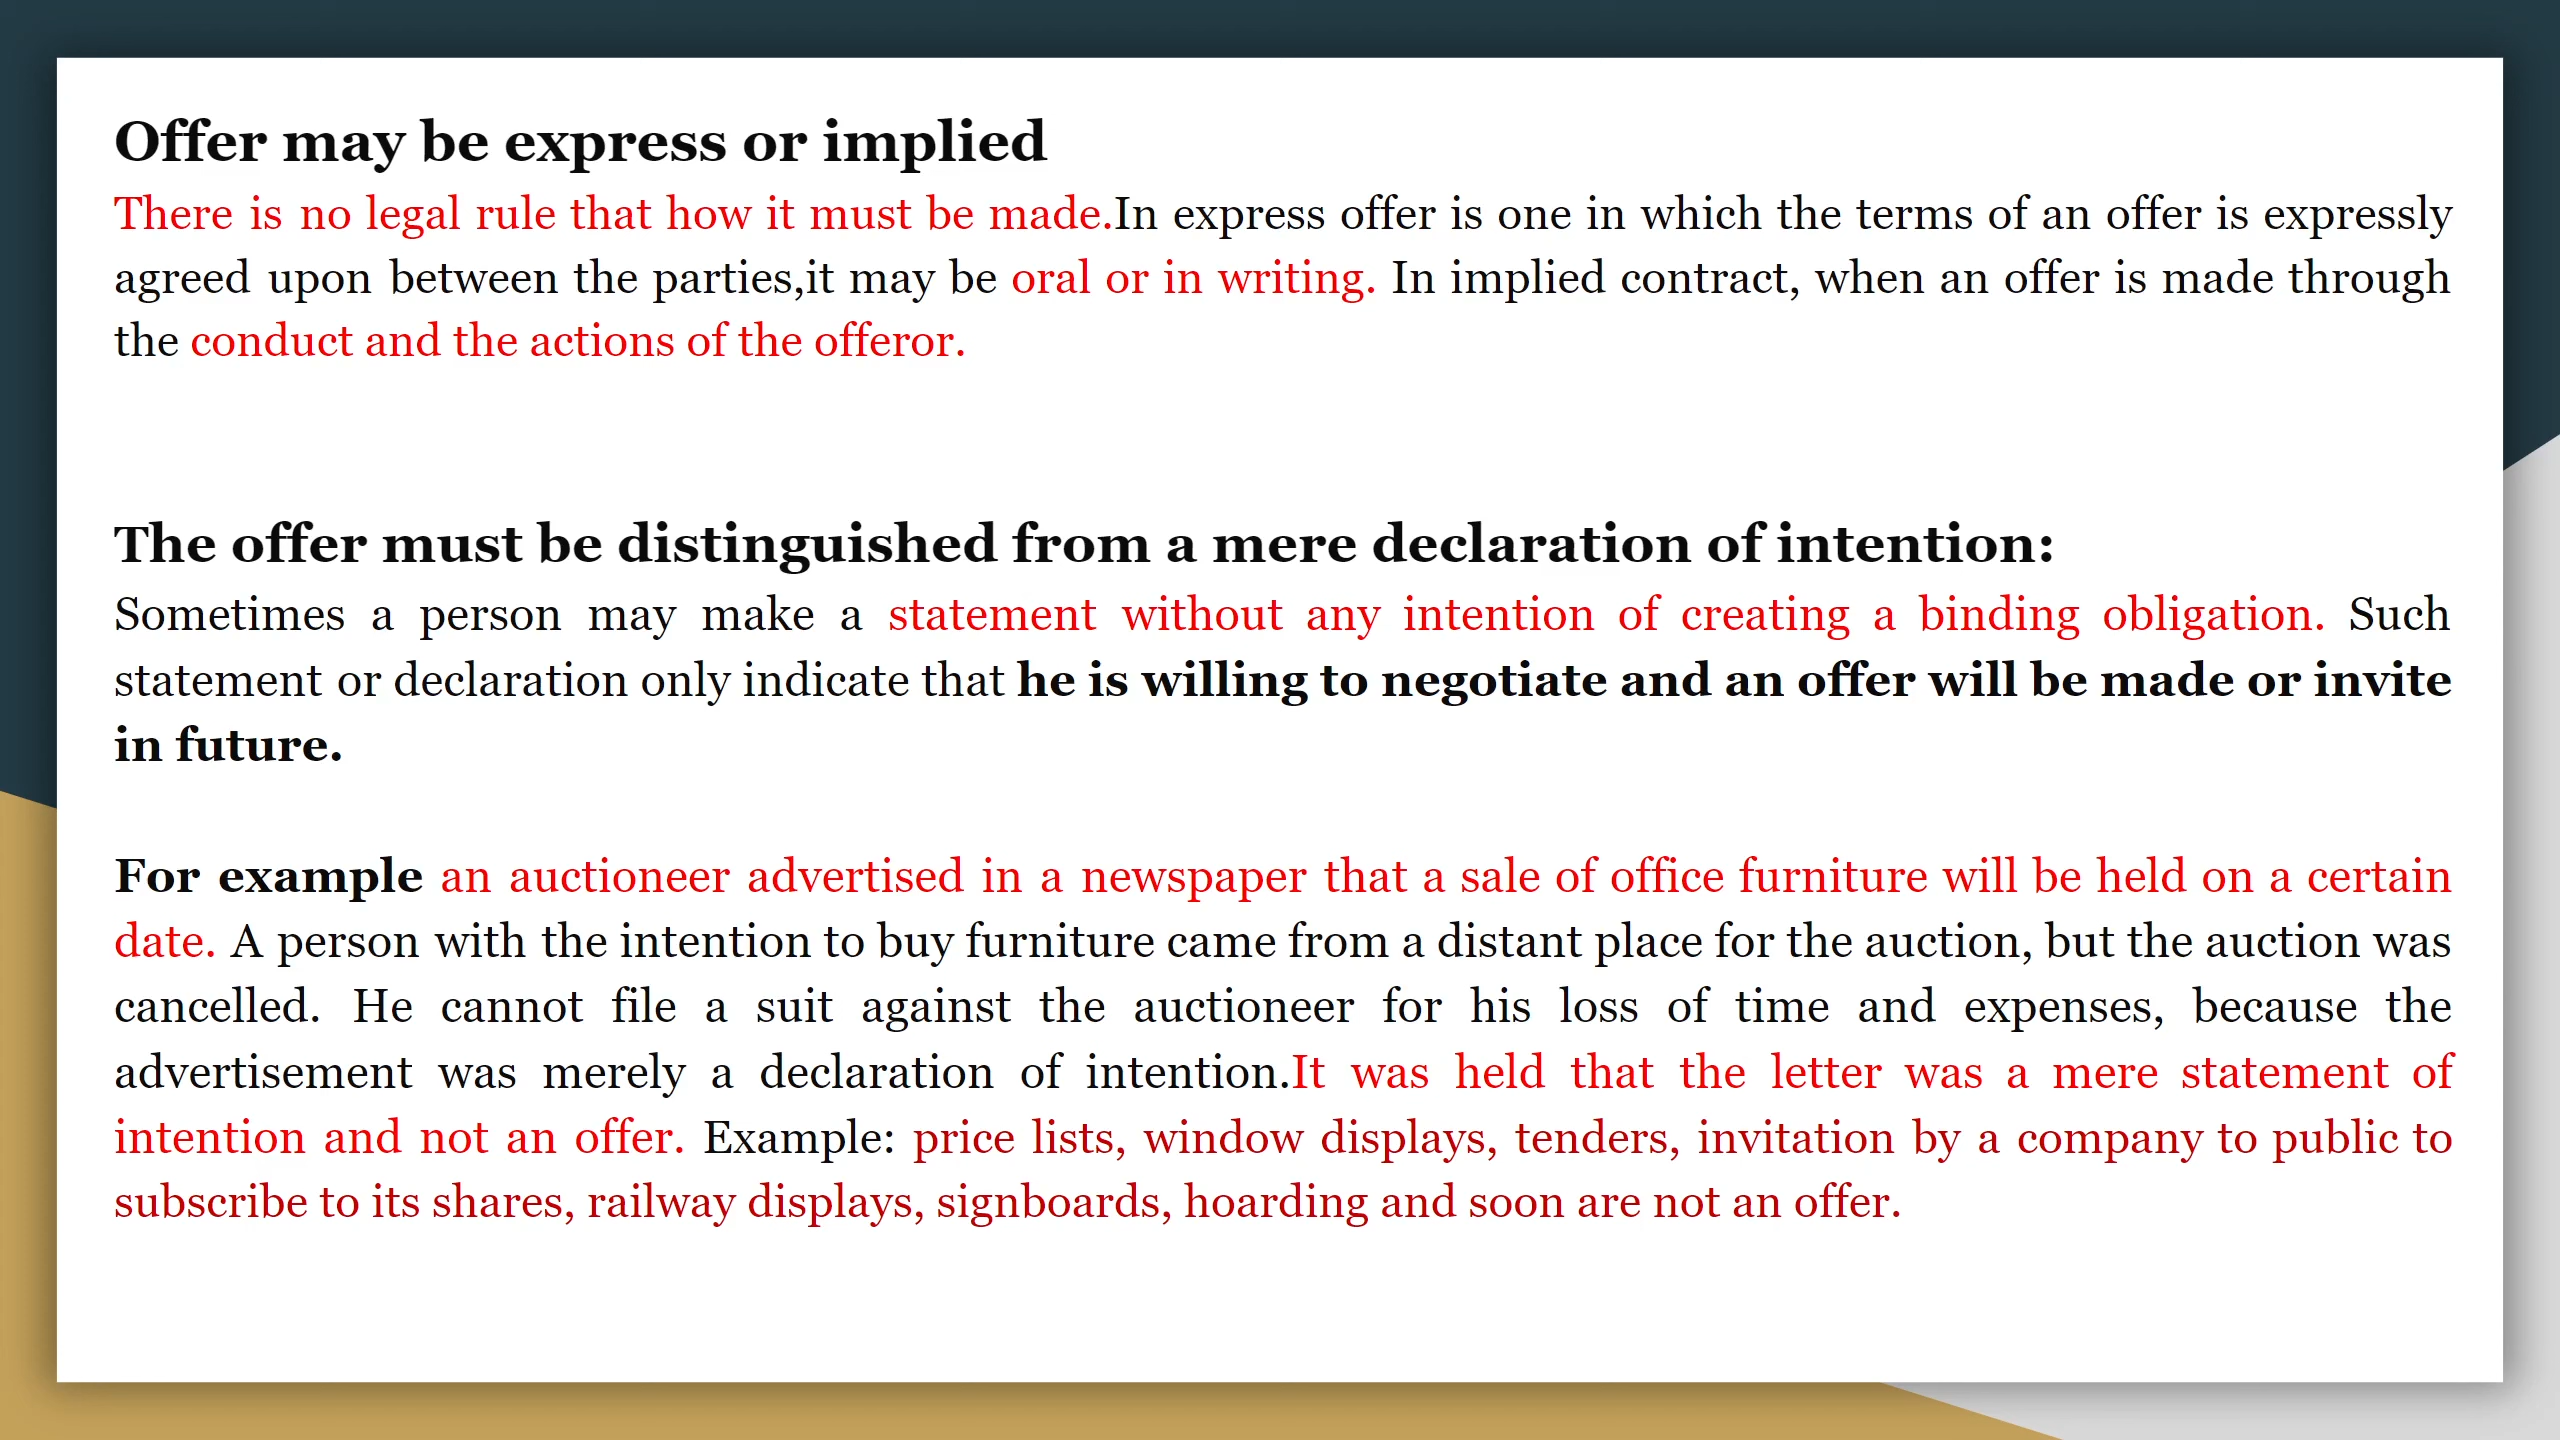 Offer may be express or implied
There is no legal rule that how it must be made.In express offer is one in which the terms of an offer is expressly
agreed upon between the parties,it may be oral or in writing. In implied contract, when an offer is made through
the conduct and the actions of the offeror.
The offer must be distinguished from a mere declaration of intention:
Sometimes a person may make a statement without any intention of creating a binding obligation. Such
statement or declaration only indicate that he is willing to negotiate and an offer will be made or invite
in future.
For example an auctioneer advertised in a newspaper that a sale of office furniture will be held on a certain
date. A person with the intention to buy furniture came from a distant place for the auction, but the auction was
cancelled. He cannot file a suit against the auctioneer for his loss of time and expenses, because the
advertisement was merely a declaration of intention.It was held that the letter was a mere statement of
intention and not an offer. Example: price lists, window displays, tenders, invitation by a company to public to
subscribe to its shares, railway displays, signboards, hoarding and soon are not an offer.